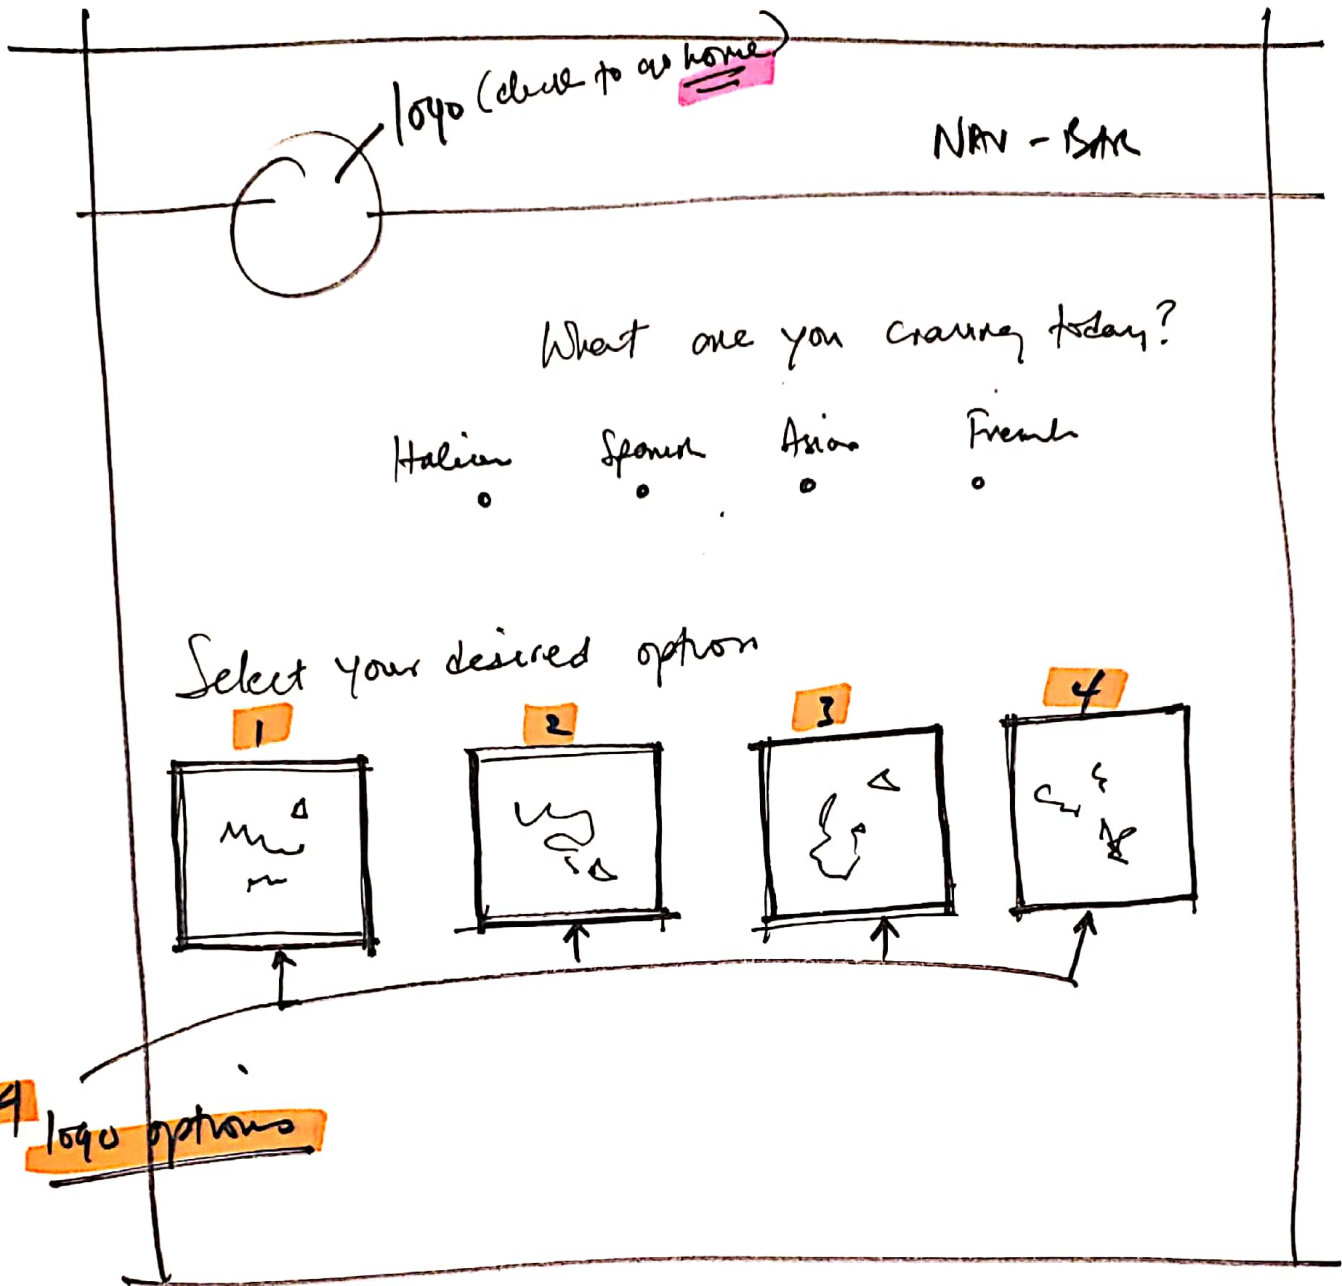 logo (click to go home)
NAV - BAR
What are you craving today?
Italian Spanish Asian French
Select your desired option
1 2 3 4
4 logo options